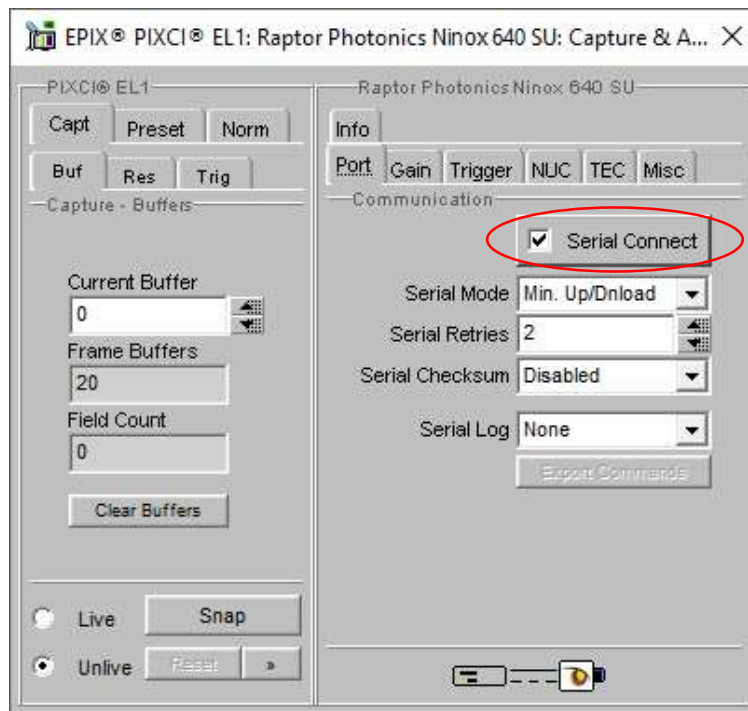 EPIX® PIXCI® EL1: Raptor Photonics Ninox 640 SU: Capture & A...
PIXCI® EL1
Capt Preset Norm
Buf Res Trig
Capture - Buffers
Current Buffer
0
Frame Buffers
20
Field Count
0
Clear Buffers
Live Snap
Unlive Reset »
Raptor Photonics Ninox 640 SU
Info
Port Gain Trigger NUC TEC Misc
Communication
Serial Connect
Serial Mode Min. Up/Dnload
Serial Retries 2
Serial Checksum Disabled
Serial Log None
Export Commands